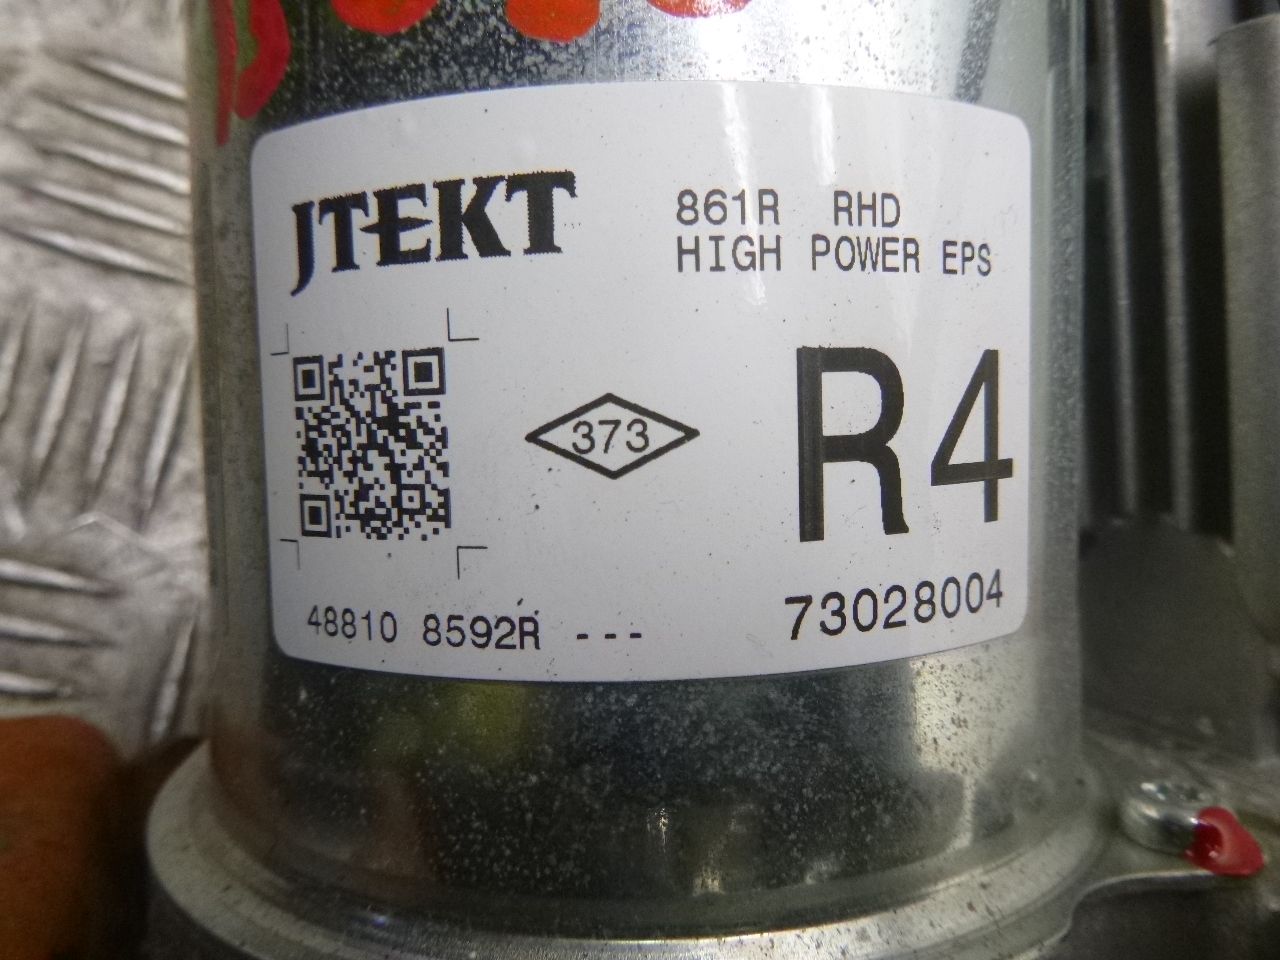 JTEKT
861R RHD
HIGH POWER EPS
373
R4
48810 8592R ---
73028004